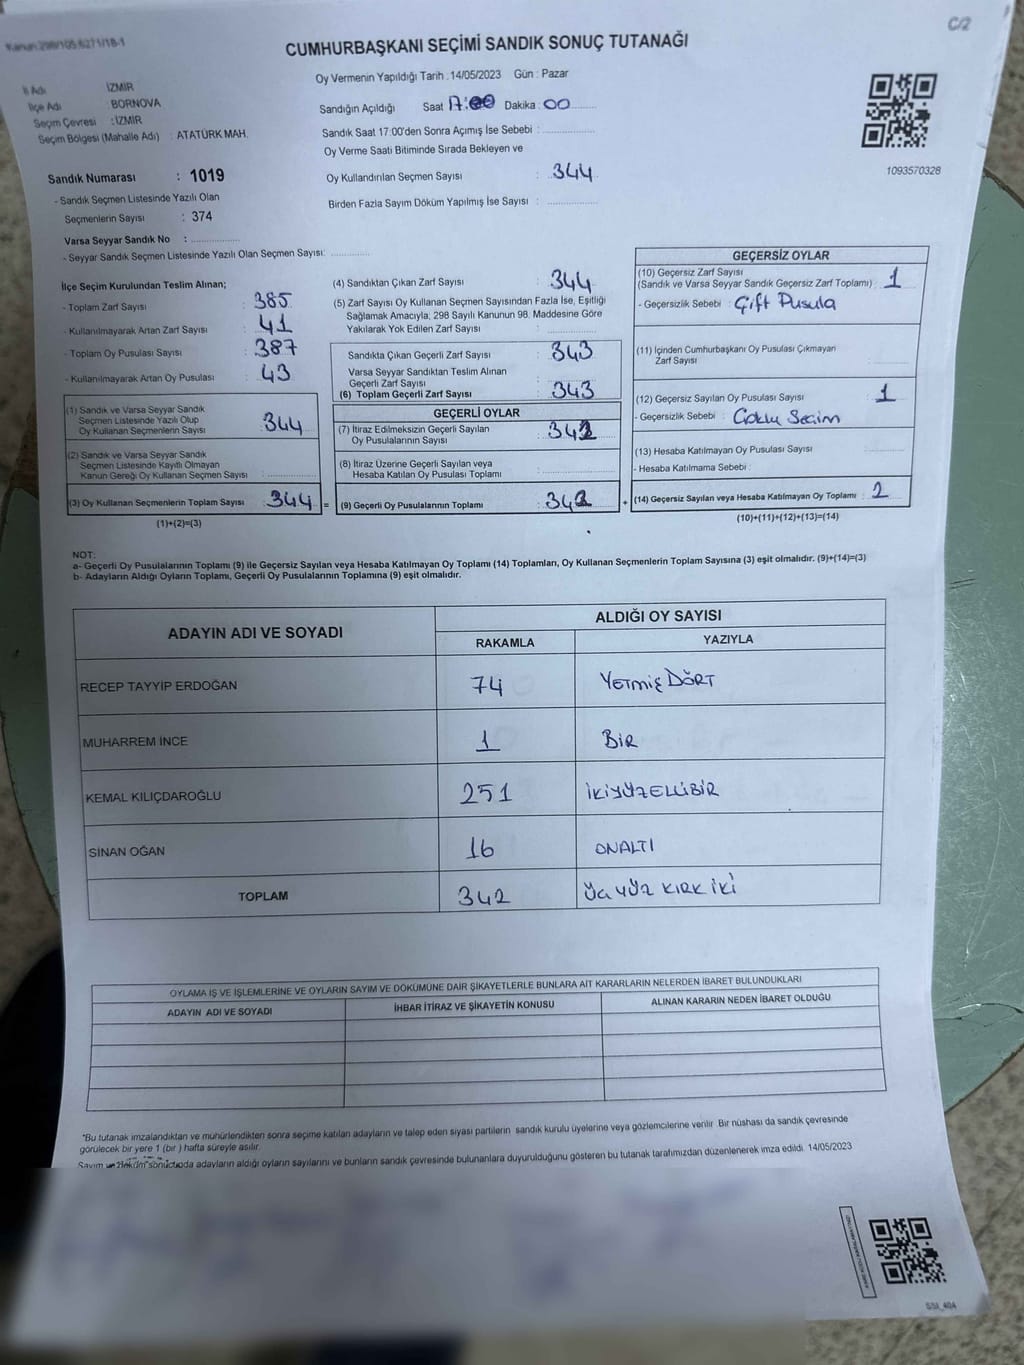 Kanun:298/105;6271/18-1
C/2
CUMHURBAŞKANI SEÇİMİ SANDIK SONUÇ TUTANAĞI
Oy Vermenin Yapıldığı Tarih : 14/05/2023 Gün : Pazar
İl Adı İZMİR
İlçe Adı : BORNOVA
Seçim Çevresi : İZMİR
Seçim Bölgesi (Mahalle Adı) : ATATÜRK MAH.
Sandığın Açıldığı Saat 17:00 Dakika : 00
Sandık Saat 17:00'den Sonra Açımış İse Sebebi :
Oy Verme Saati Bitiminde Sırada Bekleyen ve
Oy Kullandırılan Seçmen Sayısı : 344
Birden Fazla Sayım Döküm Yapılmış İse Sayısı :
1093570328
Sandık Numarası : 1019
- Sandık Seçmen Listesinde Yazılı Olan
Seçmenlerin Sayısı : 374
Varsa Seyyar Sandık No :
- Seyyar Sandık Seçmen Listesinde Yazılı Olan Seçmen Sayısı:
İlçe Seçim Kurulundan Teslim Alınan;
- Toplam Zarf Sayısı : 385
- Kullanılmayarak Artan Zarf Sayısı : 41
- Toplam Oy Pusulası Sayısı : 387
- Kullanılmayarak Artan Oy Pusulası : 43
(1) Sandık ve Varsa Seyyar Sandık
Seçmen Listesinde Yazılı Olup
Oy Kullanan Seçmenlerin Sayısı : 344
(2) Sandık ve Varsa Seyyar Sandık
Seçmen Listesinde Kayıtlı Olmayan
Kanun Gereği Oy Kullanan Seçmen Sayısı :
(3) Oy Kullanan Seçmenlerin Toplam Sayısı : 344 =
(1)+(2)=(3)
(4) Sandıktan Çıkan Zarf Sayısı : 344
(5) Zarf Sayısı Oy Kullanan Seçmen Sayısından Fazla İse, Eşitliği
Sağlamak Amacıyla; 298 Sayılı Kanunun 98. Maddesine Göre
Yakılarak Yok Edilen Zarf Sayısı :
Sandıkta Çıkan Geçerli Zarf Sayısı : 343
Varsa Seyyar Sandıktan Teslim Alınan
Geçerli Zarf Sayısı :
(6) Toplam Geçerli Zarf Sayısı : 343
GEÇERLİ OYLAR
(7) İtiraz Edilmeksizin Geçerli Sayılan
Oy Pusulalarının Sayısı : 342
(8) İtiraz Üzerine Geçerli Sayılan veya
Hesaba Katılan Oy Pusulası Toplamı :
(9) Geçerli Oy Pusulalarının Toplamı : 342 +
GEÇERSİZ OYLAR
(10) Geçersiz Zarf Sayısı
(Sandık ve Varsa Seyyar Sandık Geçersiz Zarf Toplamı) : 1
- Geçersizlik Sebebi : Çift Pusula
(11) İçinden Cumhurbaşkanı Oy Pusulası Çıkmayan
Zarf Sayısı :
(12) Geçersiz Sayılan Oy Pusulası Sayısı : 1
- Geçersizlik Sebebi : Çoklu Seçim
(13) Hesaba Katılmayan Oy Pusulası Sayısı :
- Hesaba Katılmama Sebebi :
(14) Geçersiz Sayılan veya Hesaba Katılmayan Oy Toplamı : 2
(10)+(11)+(12)+(13)=(14)
NOT:
a- Geçerli Oy Pusulalarının Toplamı (9) ile Geçersiz Sayılan veya Hesaba Katılmayan Oy Toplamı (14) Toplamları, Oy Kullanan Seçmenlerin Toplam Sayısına (3) eşit olmalıdır. (9)+(14)=(3)
b- Adayların Aldığı Oyların Toplamı, Geçerli Oy Pusulalarının Toplamına (9) eşit olmalıdır.
ADAYIN ADI VE SOYADI
ALDIĞI OY SAYISI
RAKAMLA YAZIYLA
RECEP TAYYİP ERDOĞAN 74 YETMİŞ DÖRT
MUHARREM İNCE 1 BİR
KEMAL KILIÇDAROĞLU 251 İKİYÜZELLİBİR
SİNAN OĞAN 16 ONALTI
TOPLAM 342 ÜÇ YÜZ KIRK İKİ
OYLAMA İŞ VE İŞLEMLERİNE VE OYLARIN SAYIM VE DÖKÜMÜNE DAİR ŞİKAYETLERLE BUNLARA AİT KARARLARIN NELERDEN İBARET BULUNDUKLARI
ADAYIN ADI VE SOYADI İHBAR İTİRAZ VE ŞİKAYETİN KONUSU ALINAN KARARIN NEDEN İBARET OLDUĞU
*Bu tutanak imzalandıktan ve mühürlendikten sonra seçime katılan adayların ve talep eden siyasi partilerin sandık kurulu üyelerine veya gözlemcilerine verilir. Bir nüshası da sandık çevresinde
görülecek bir yere 1 (bir ) hafta süreyle asılır.
Sayım ve döküm sonucunda adayların aldığı oyların sayılarını ve bunların sandık çevresinde bulunanlara duyurulduğunu gösteren bu tutanak tarafımızdan düzenlenerek imza edildi. 14/05/2023
SSI_40A